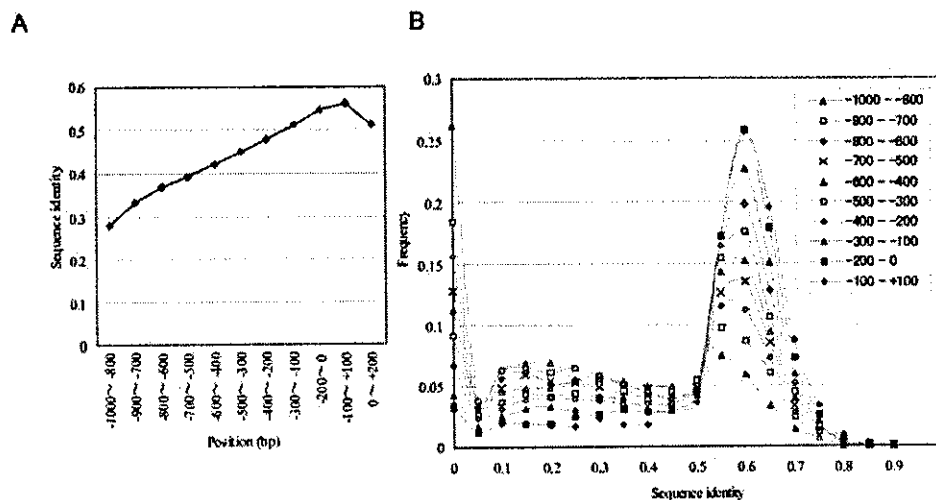 A
B
Sequence identity
0.6
0.5
0.4
0.3
0.2
0.1
0
-1000~ -800
-900~ -700
-800~ -600
-700~ -500
-600~ -400
-500~ -300
-400~ -200
-300~ -100
-200~ 0
-100~ +100
0~ +200
Position (bp)
Frequency
0.3
0.25
0.2
0.15
0.1
0.05
0
-1000 ~ -800
-900 ~ -700
-800 ~ -600
-700 ~ -500
-600 ~ -400
-500 ~ -300
-400 ~ -200
-300 ~ -100
-200 ~ 0
-100 ~ +100
0 0.1 0.2 0.3 0.4 0.5 0.6 0.7 0.8 0.9
Sequence identity